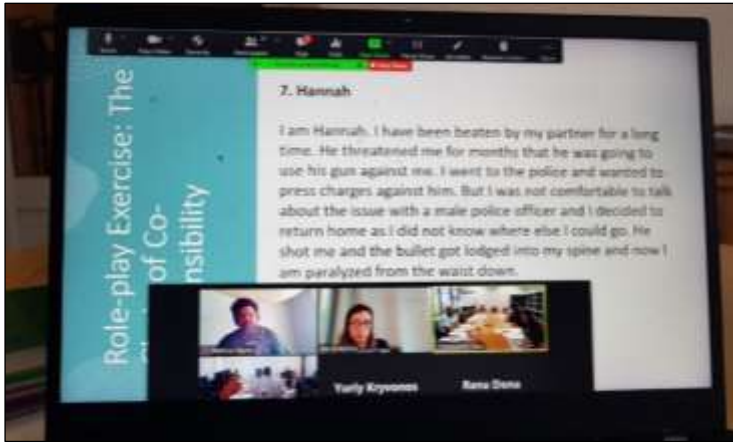 Role-play Exercise: The
of Co-
nsibility
7. Hannah
I am Hannah. I have been beaten by my partner for a long
time. He threatened me for months that he was going to
use his gun against me. I went to the police and wanted to
press charges against him. But I was not comfortable to talk
about the issue with a male police officer and I decided to
return home as I did not know where else I could go. He
shot me and the bullet got lodged into my spine and now I
am paralyzed from the waist down.
Yuriy Kryvonos
Rena Dona